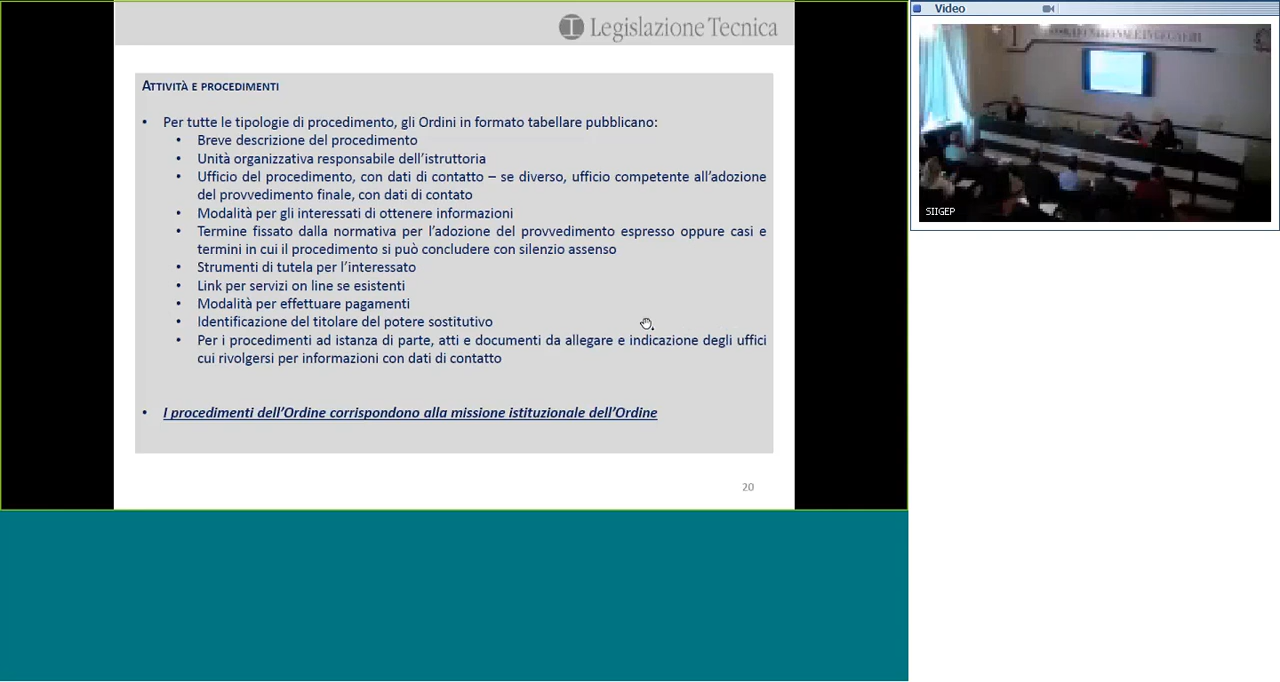 Legislazione Tecnica
Video
ATTIVITÀ E PROCEDIMENTI
• Per tutte le tipologie di procedimento, gli Ordini in formato tabellare pubblicano:
• Breve descrizione del procedimento
• Unità organizzativa responsabile dell'istruttoria
• Ufficio del procedimento, con dati di contatto – se diverso, ufficio competente all'adozione
del provvedimento finale, con dati di contato
• Modalità per gli interessati di ottenere informazioni
• Termine fissato dalla normativa per l'adozione del provvedimento espresso oppure casi e
termini in cui il procedimento si può concludere con silenzio assenso
• Strumenti di tutela per l'interessato
• Link per servizi on line se esistenti
• Modalità per effettuare pagamenti
• Identificazione del titolare del potere sostitutivo
• Per i procedimenti ad istanza di parte, atti e documenti da allegare e indicazione degli uffici
cui rivolgersi per informazioni con dati di contatto
• I procedimenti dell'Ordine corrispondono alla missione istituzionale dell'Ordine
20
SIIGEP